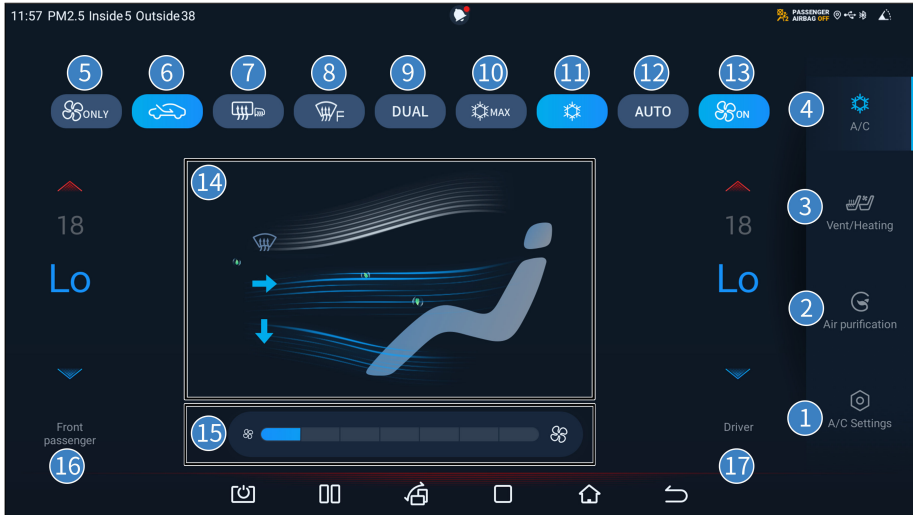 11:57 PM2.5 Inside5 Outside38
PASSENGER
AIRBAG OFF
2
5
6
7
8
9
10
11
12
13
ONLY
F
DUAL
MAX
AUTO
ON
4
A/C
14
18
Lo
18
Lo
3
Vent/Heating
2
Air purification
15
1
A/C Settings
Front
passenger
Driver
16
17